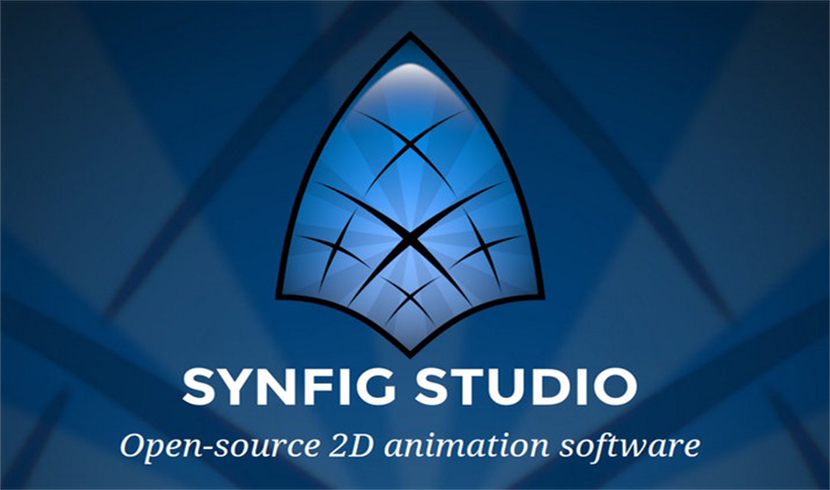 SYNFIG STUDIO
Open-source 2D animation software